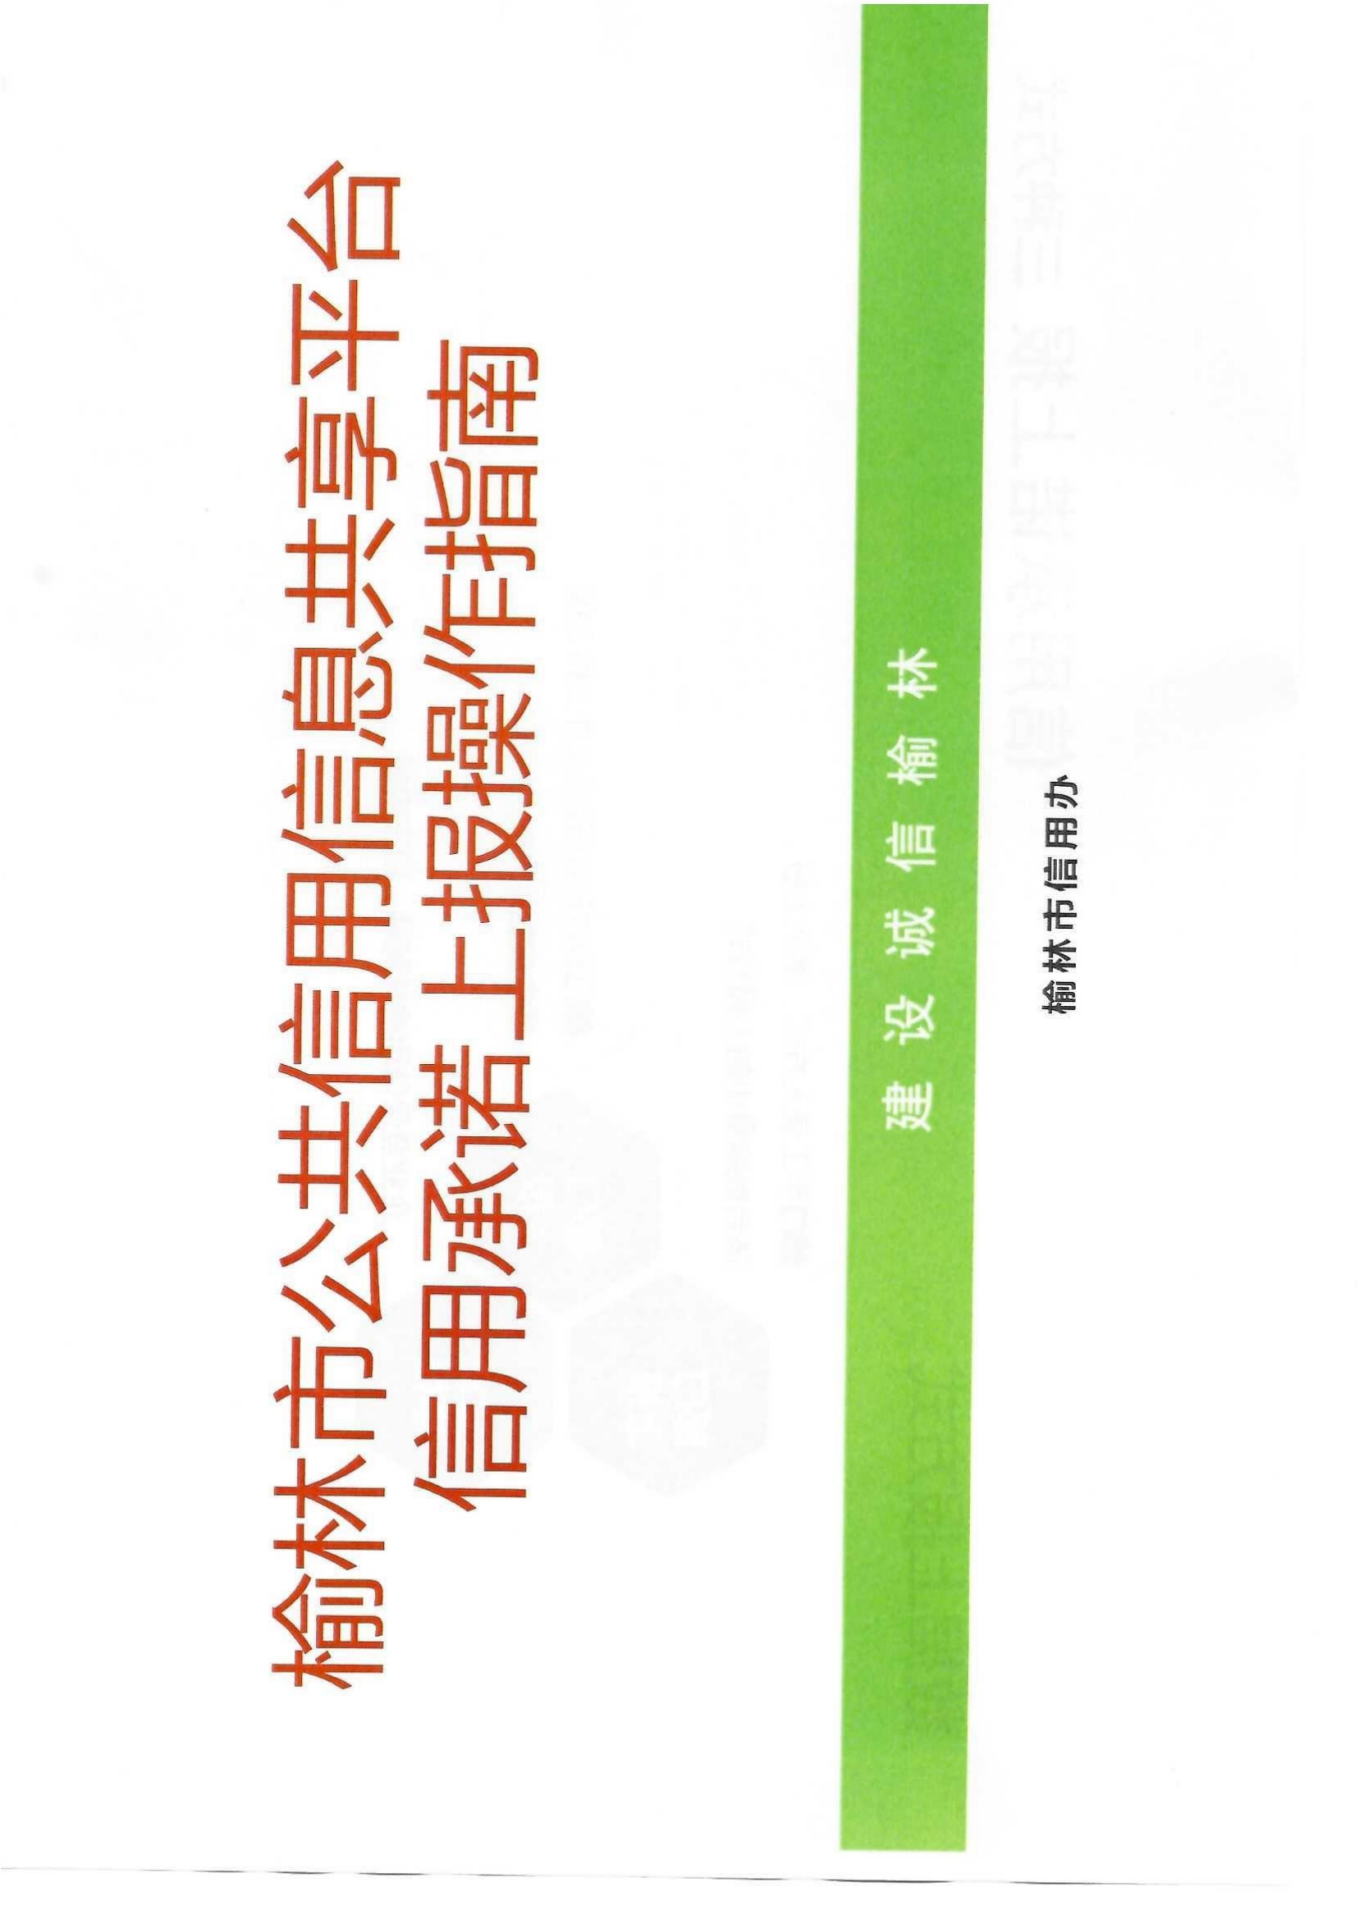 榆林市公共信用信息共享平台
信用承诺上报操作指南
建设诚信榆林
榆林市信用办